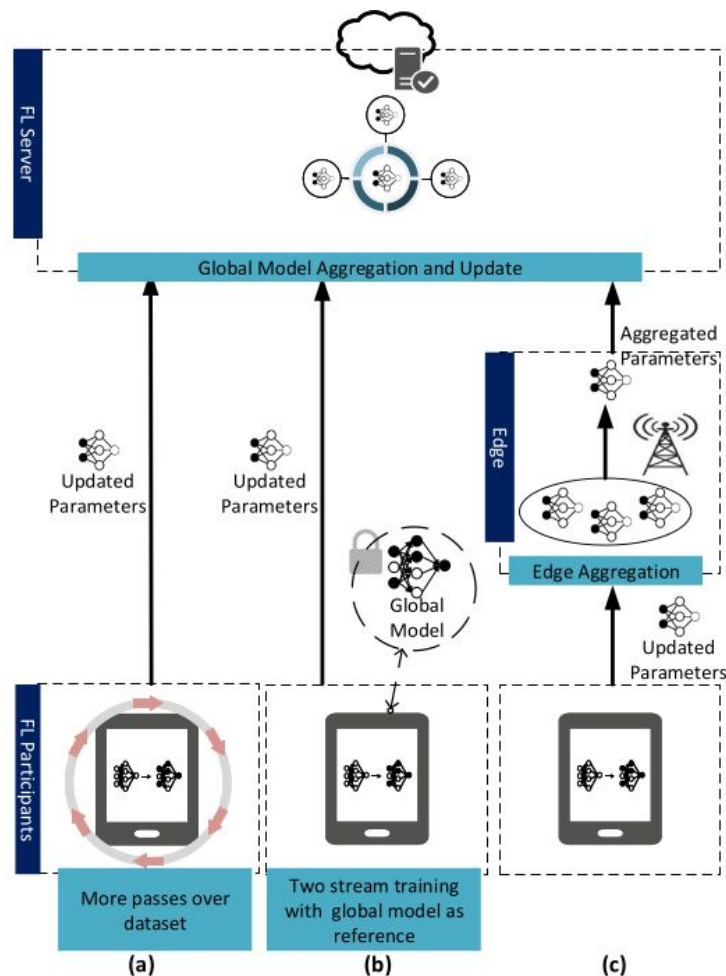 FL Server
Global Model Aggregation and Update
Aggregated
Parameters
Edge
Updated
Parameters
Updated
Parameters
Global
Model
Edge Aggregation
Updated
Parameters
FL Participants
More passes over
dataset
Two stream training
with global model as
reference
(a)
(b)
(c)